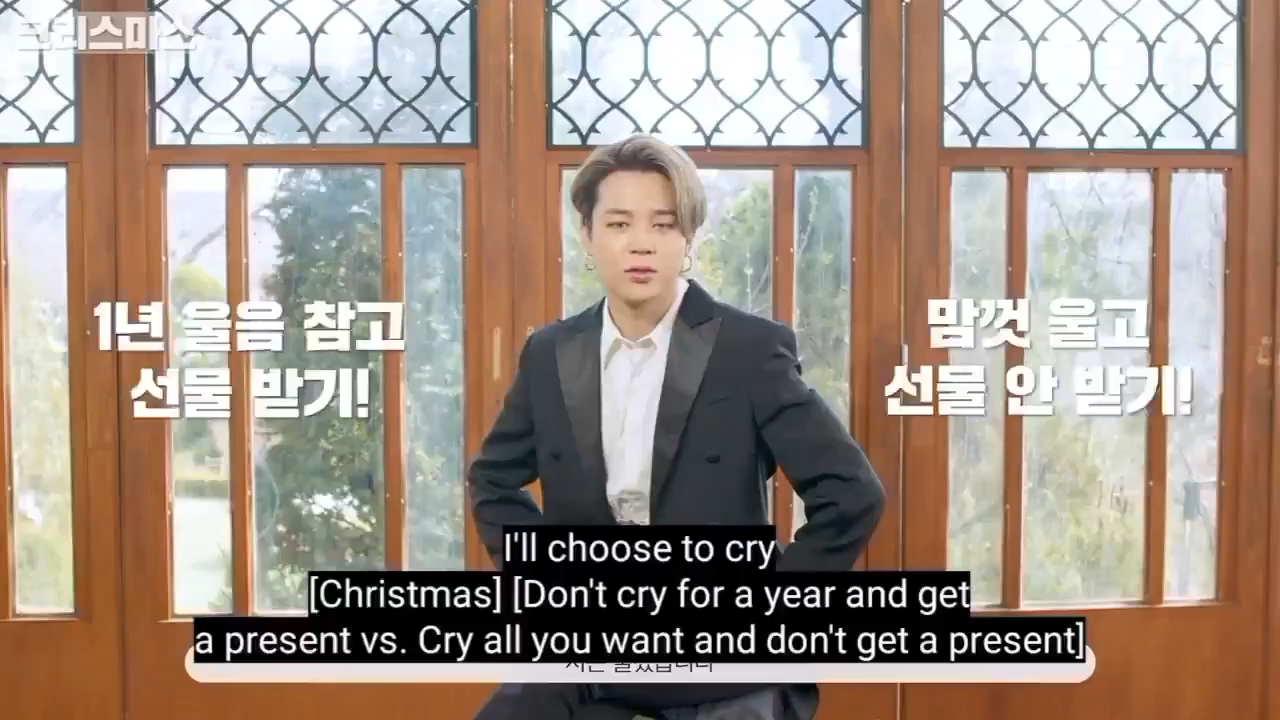 크리스마스
1년 울음 참고
선물 받기!
맘껏 울고
선물 안 받기!
I'll choose to cry
[Christmas] [Don't cry for a year and get
a present vs. Cry all you want and don't get a present]